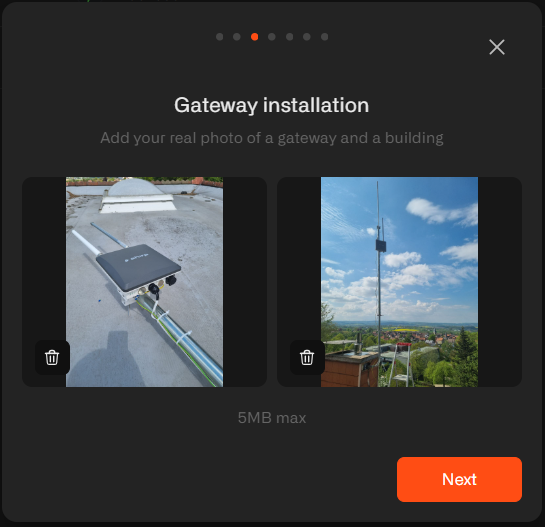 Gateway installation
Add your real photo of a gateway and a building
5MB max
Next